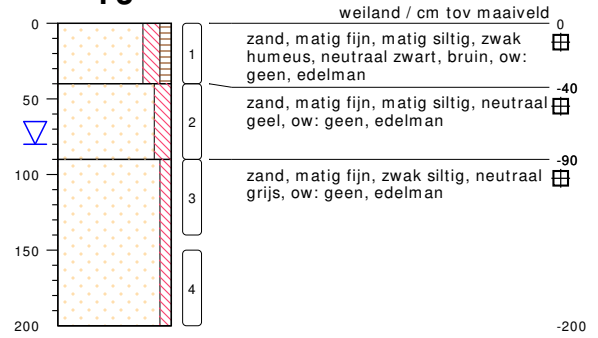 weiland / cm tov maaiveld
0
0
1
zand, matig fijn, matig siltig, zwak
humeus, neutraal zwart, bruin, ow:
geen, edelman
-40
50
2
zand, matig fijn, matig siltig, neutraal
geel, ow: geen, edelman
-90
100
3
zand, matig fijn, zwak siltig, neutraal
grijs, ow: geen, edelman
150
4
200
-200